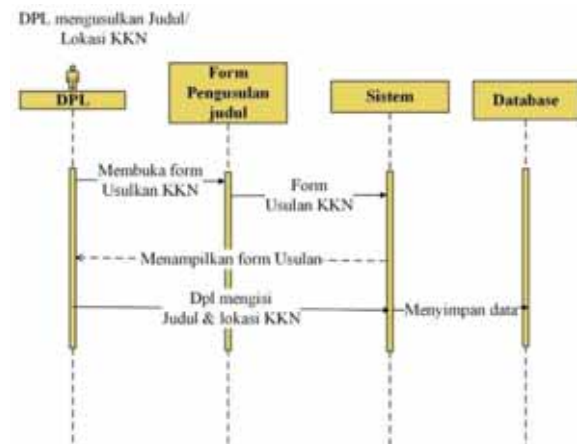 DPL mengusulkan Judul/
Lokasi KKN
DPL
Form
Pengusulan
judul
Sistem
Database
Membuka form
Usulkan KKN
Form
Usulan KKN
Menampilkan form Usulan
Dpl mengisi
Judul & lokasi KKN
Menyimpan data